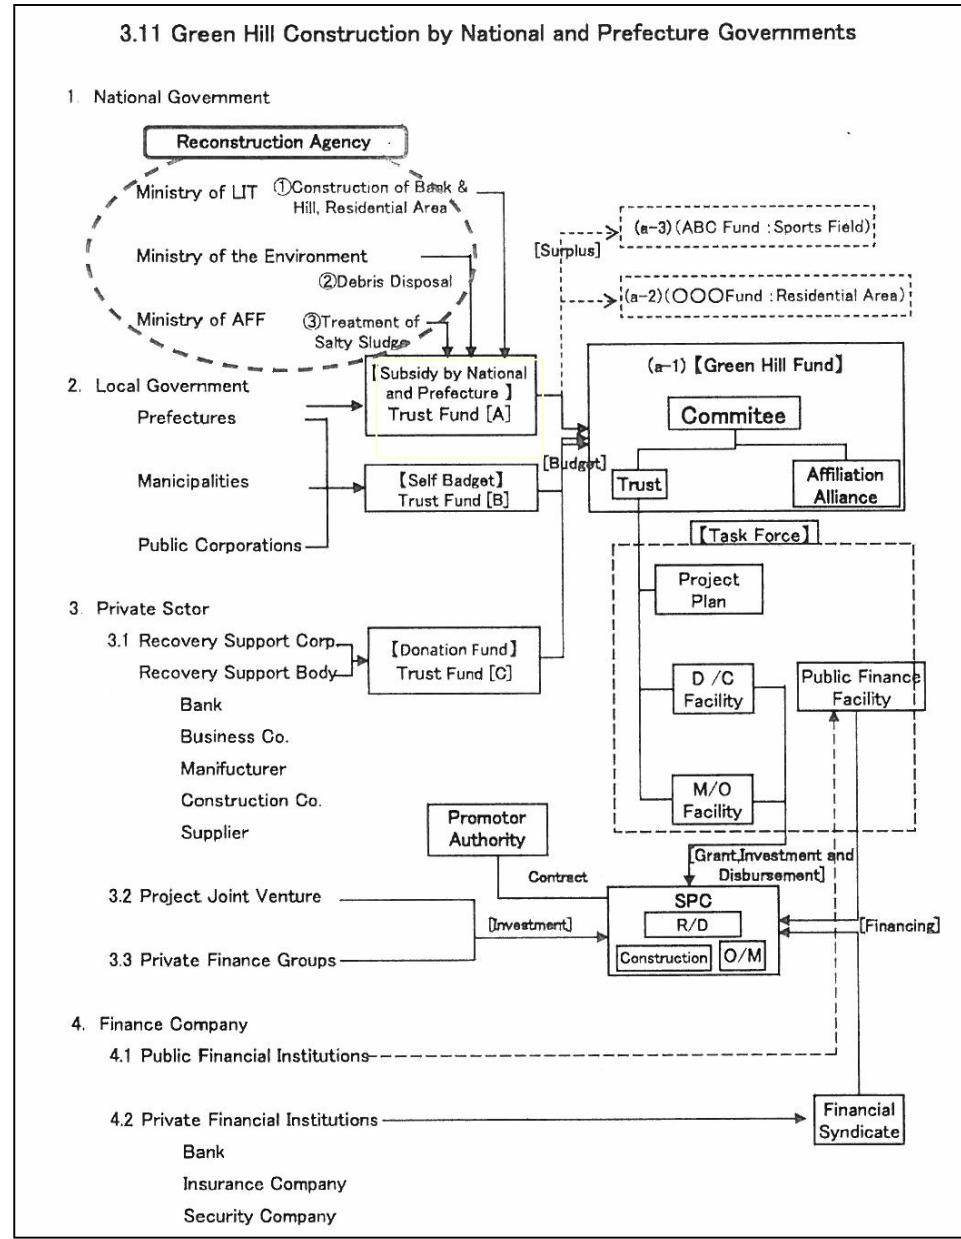 3.11 Green Hill Construction by National and Prefecture Governments
1. National Government
Reconstruction Agency
Ministry of LIT
①Construction of Bank &
Hill, Residential Area
Ministry of the Environment
②Debris Disposal
Ministry of AFF
③Treatment of
Salty Sludge
[Surplus]
(a-3)(ABC Fund :Sports Field)
(a-2)(〇〇〇Fund :Residential Area)
2. Local Government
Prefectures
Manicipalities
Public Corporations
【Subsidy by National
and Prefecture】
Trust Fund [A]
【Self Badget】
Trust Fund [B]
[Budget]
(a-1)【Green Hill Fund】
Commitee
Trust
Affiliation
Alliance
【Task Force】
Project
Plan
D /C
Facility
Public Finance
Facility
M/O
Facility
3. Private Sctor
3.1 Recovery Support Corp.
Recovery Support Body
Bank
Business Co.
Manifucturer
Construction Co.
Supplier
【Donation Fund】
Trust Fund [C]
Promotor
Authority
Contract
[Grant,Investment and
Disbursement]
3.2 Project Joint Venture
3.3 Private Finance Groups
[Investment]
SPC
R/D
Construction
O/M
[Financing]
4. Finance Company
4.1 Public Financial Institutions
4.2 Private Financial Institutions
Bank
Insurance Company
Security Company
Financial
Syndicate